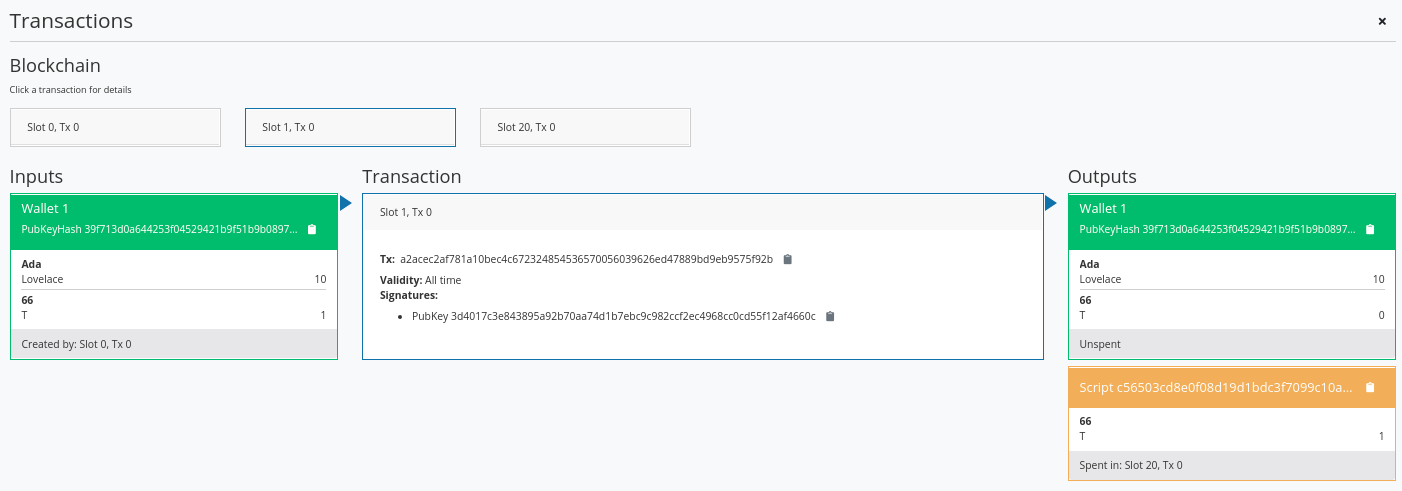 Transactions
×
Blockchain
Click a transaction for details
Slot 0, Tx 0
Slot 1, Tx 0
Slot 20, Tx 0
Inputs
Wallet 1
PubKeyHash 39f713d0a644253f04529421b9f51b9b0897...
Ada
Lovelace 10
66
T 1
Created by: Slot 0, Tx 0
Transaction
Slot 1, Tx 0
Tx: a2acec2af781a10bec4c672324854536570056039626ed47889bd9eb9575f92b
Validity: All time
Signatures:
• PubKey 3d4017c3e843895a92b70aa74d1b7ebc9c982ccf2ec4968cc0cd55f12af4660c
Outputs
Wallet 1
PubKeyHash 39f713d0a644253f04529421b9f51b9b0897...
Ada
Lovelace 10
66
T 0
Unspent
Script c56503cd8e0f08d19d1bdc3f7099c10a...
66
T 1
Spent in: Slot 20, Tx 0